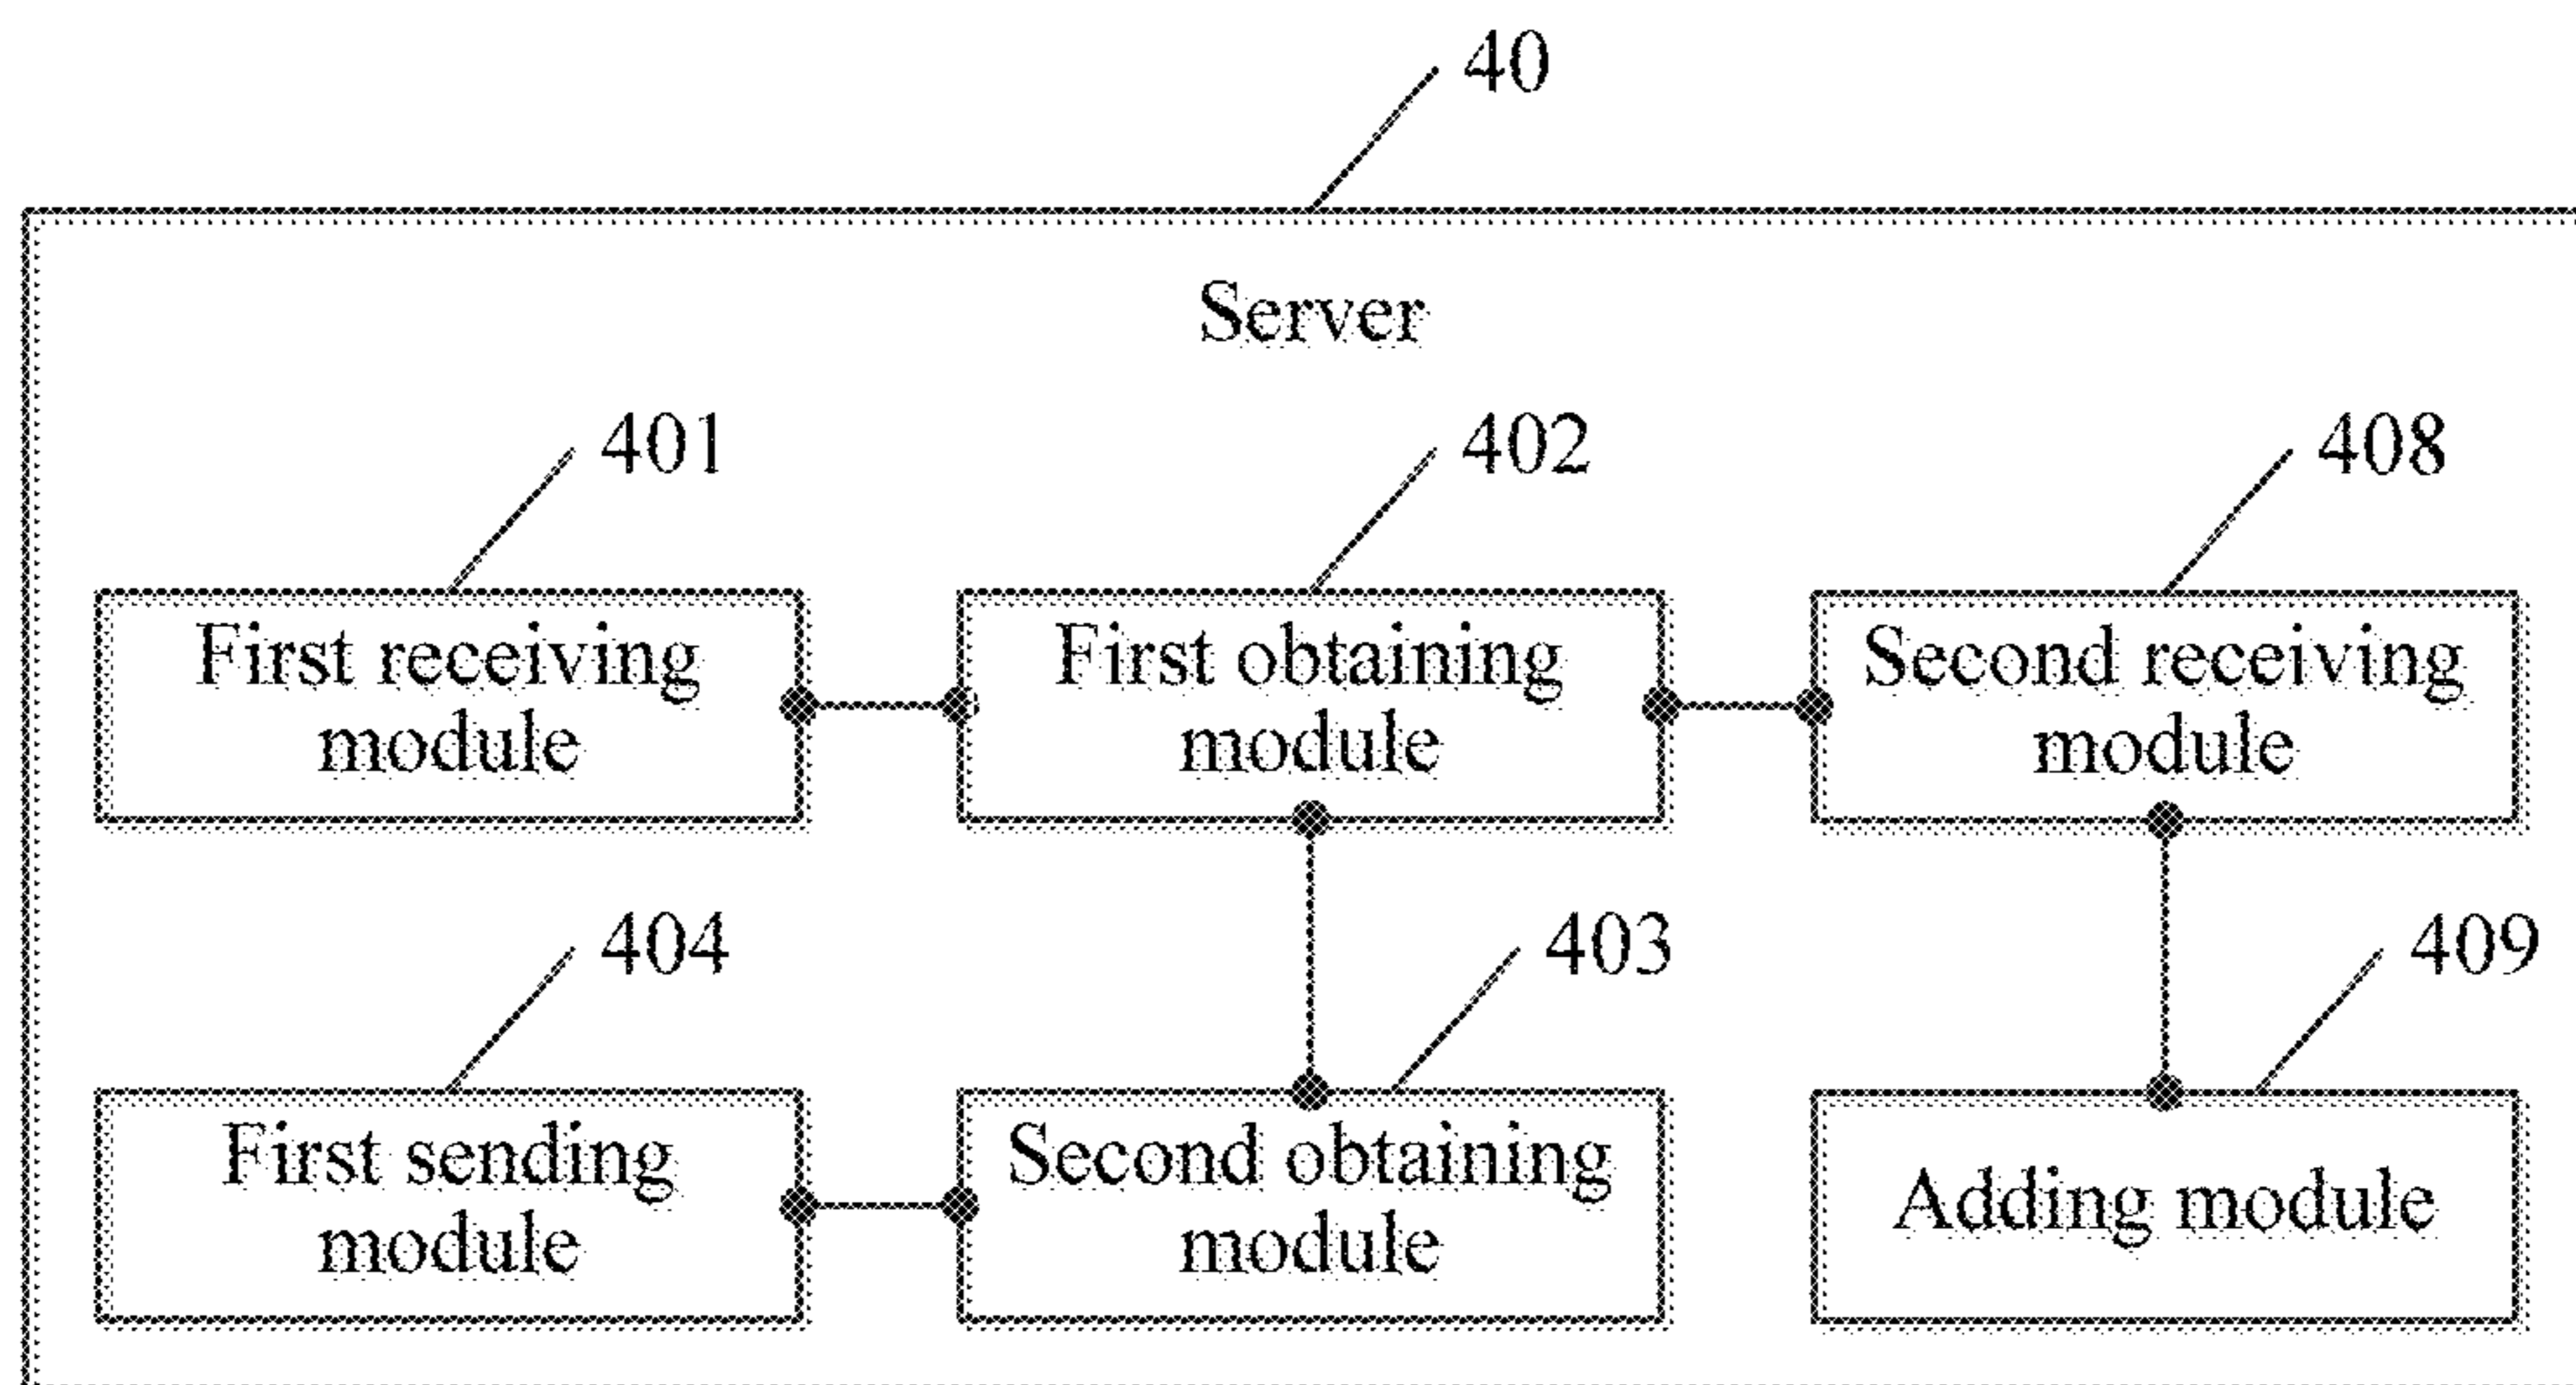 40
Server
401
402
408
First receiving
module
First obtaining
module
Second receiving
module
404
403
409
First sending
module
Second obtaining
module
Adding module